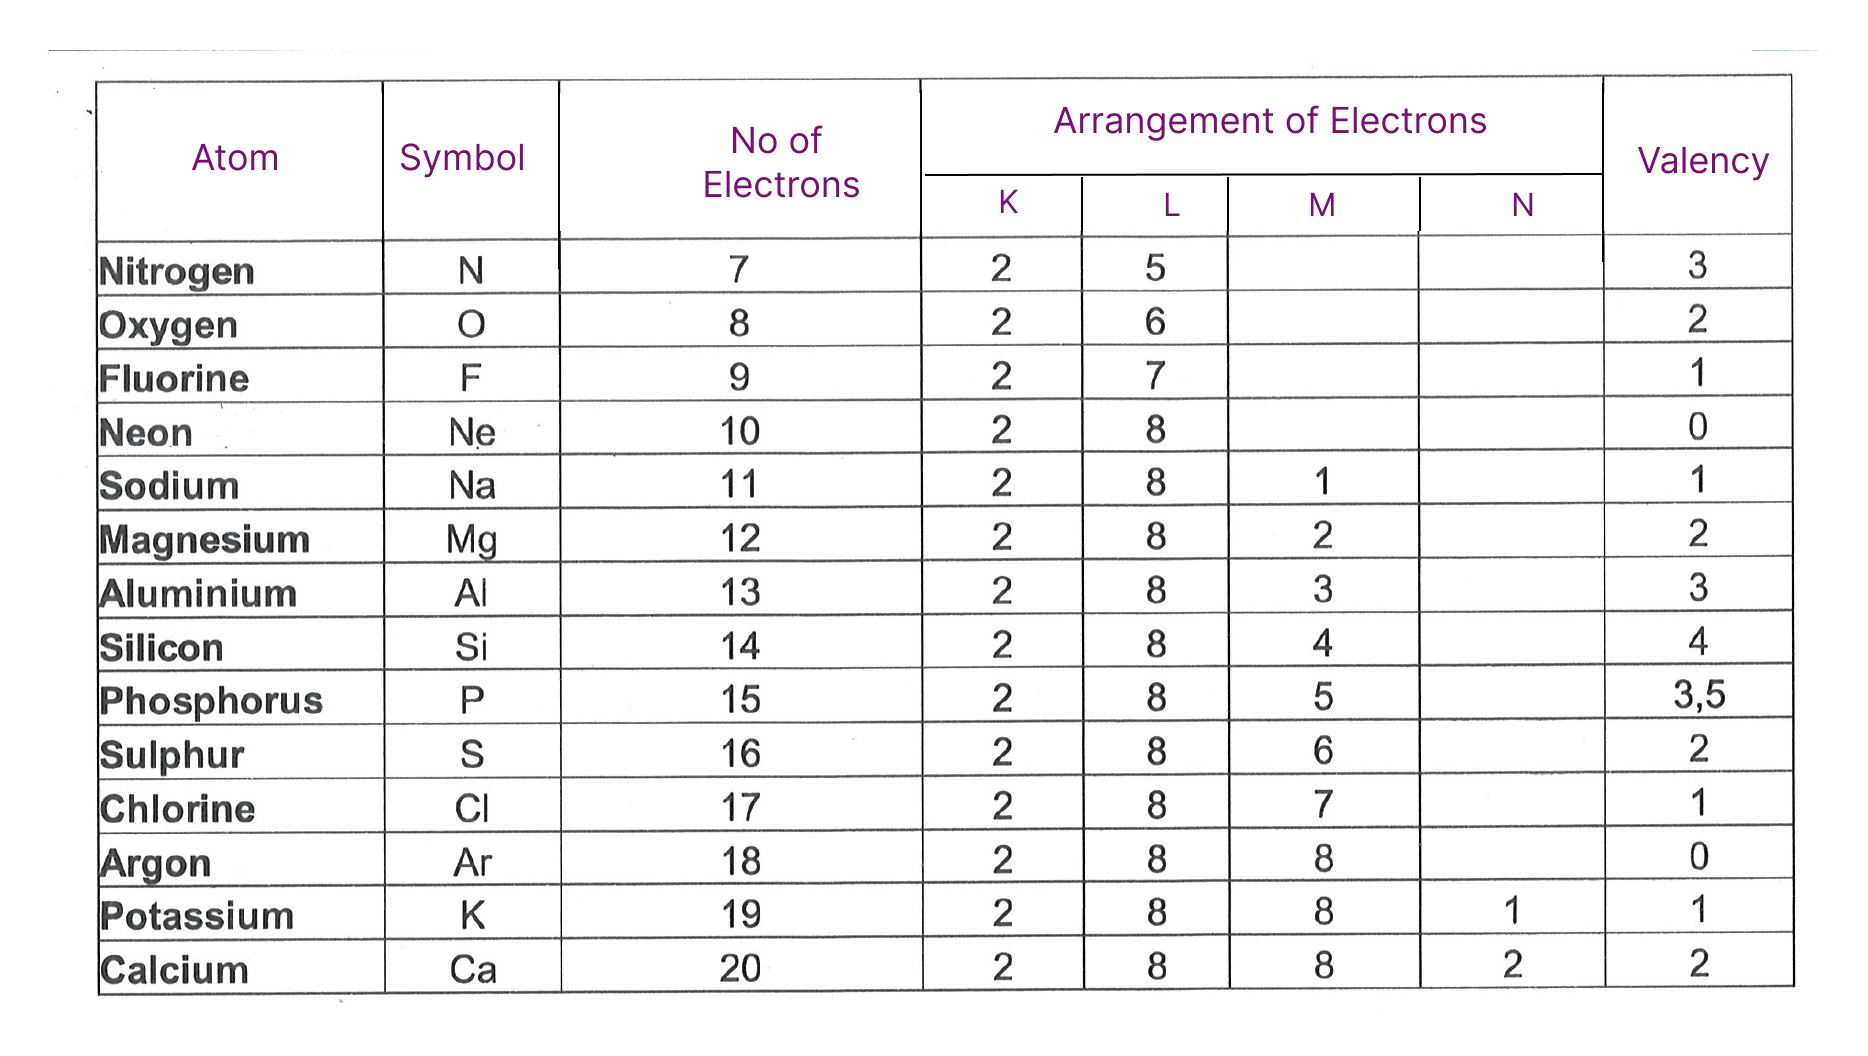 Atom Symbol No of Electrons Arrangement of Electrons Valency
K L M N
Nitrogen N 7 2 5 3
Oxygen O 8 2 6 2
Fluorine F 9 2 7 1
Neon Ne 10 2 8 0
Sodium Na 11 2 8 1 1
Magnesium Mg 12 2 8 2 2
Aluminium Al 13 2 8 3 3
Silicon Si 14 2 8 4 4
Phosphorus P 15 2 8 5 3,5
Sulphur S 16 2 8 6 2
Chlorine Cl 17 2 8 7 1
Argon Ar 18 2 8 8 0
Potassium K 19 2 8 8 1 1
Calcium Ca 20 2 8 8 2 2